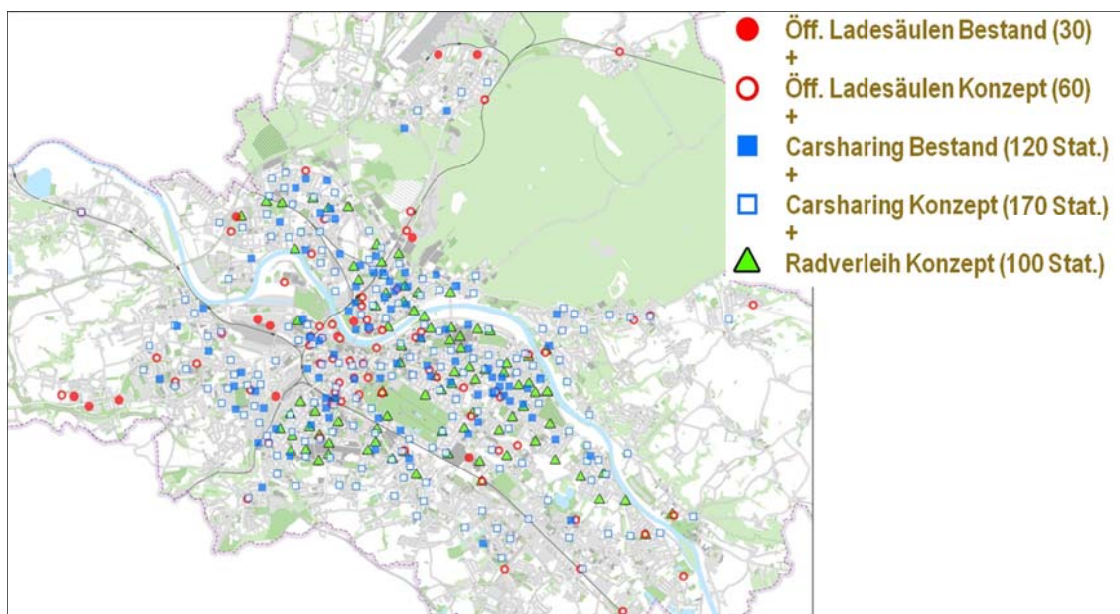 Öff. Ladesäulen Bestand (30)
+
Öff. Ladesäulen Konzept (60)
+
Carsharing Bestand (120 Stat.)
+
Carsharing Konzept (170 Stat.)
+
Radverleih Konzept (100 Stat.)